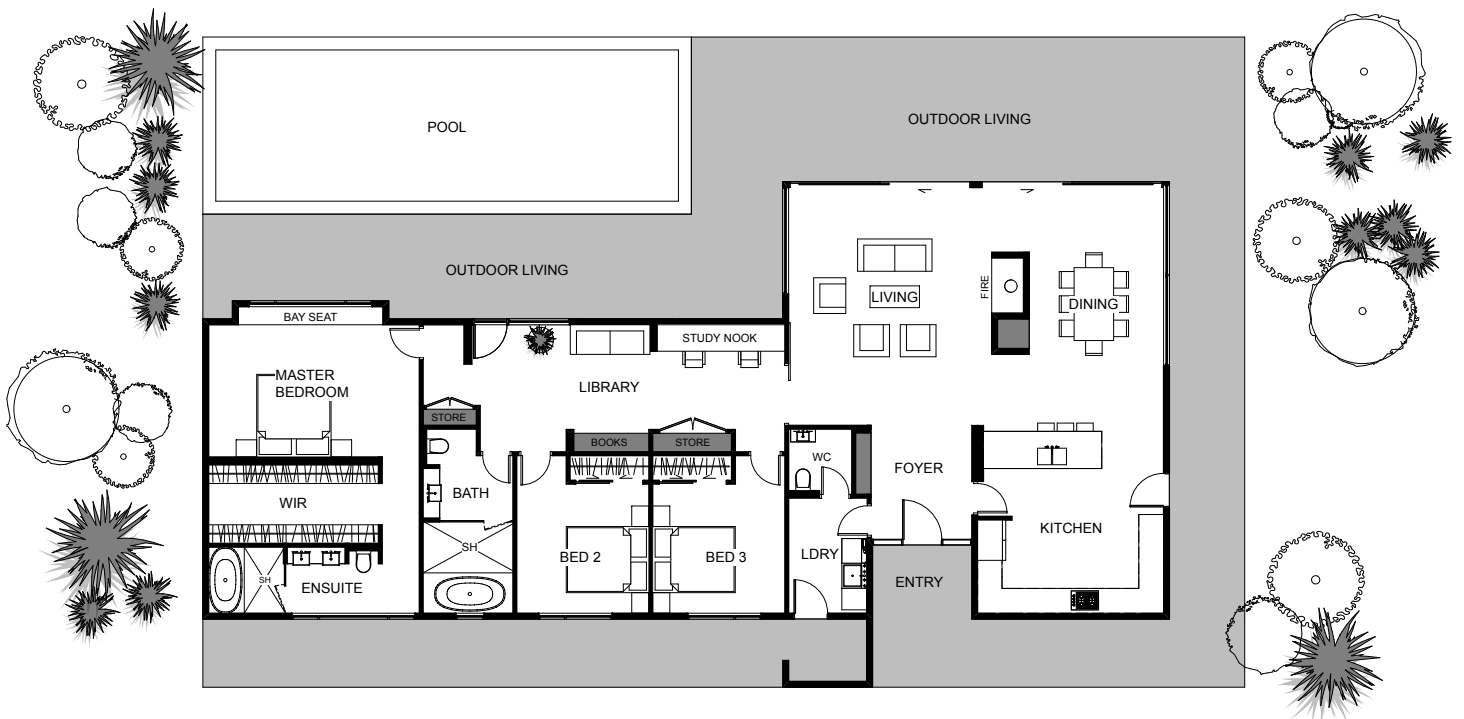 POOL
OUTDOOR LIVING
OUTDOOR LIVING
BAY SEAT
LIVING
FIRE
DINING
STUDY NOOK
MASTER
BEDROOM
LIBRARY
STORE
BOOKS
STORE
WC
FOYER
WIR
BATH
KITCHEN
SH
BED 2
BED 3
LDRY
SH
ENSUITE
ENTRY